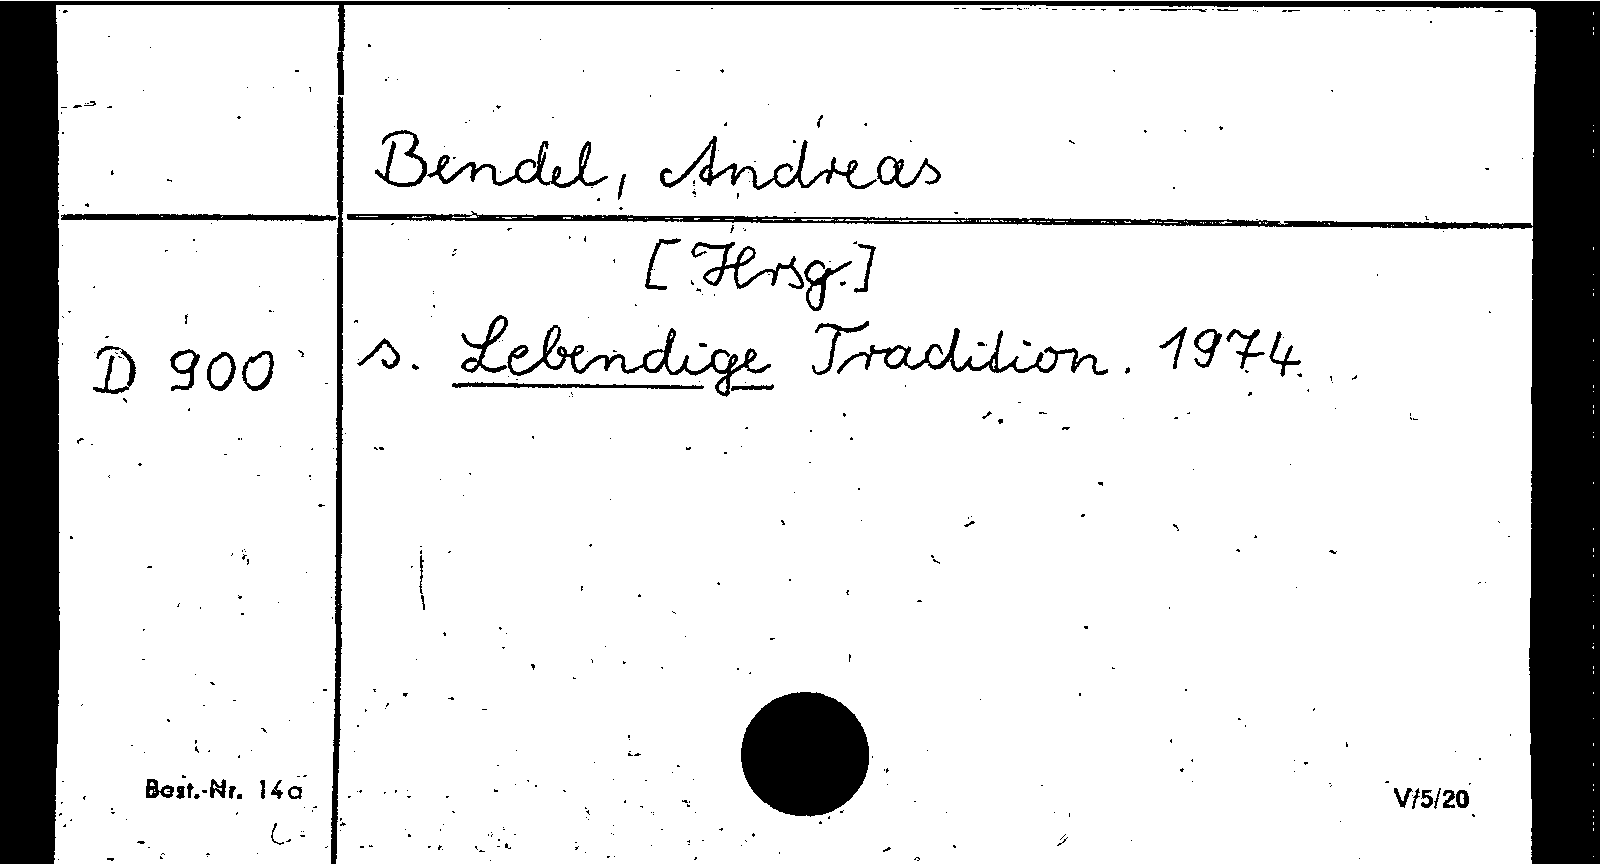 Bendel, Andreas
[Hrsg.]
D 900 s. Lebendige Tradition. 1974.
Best.-Nr. 14a V/5/20